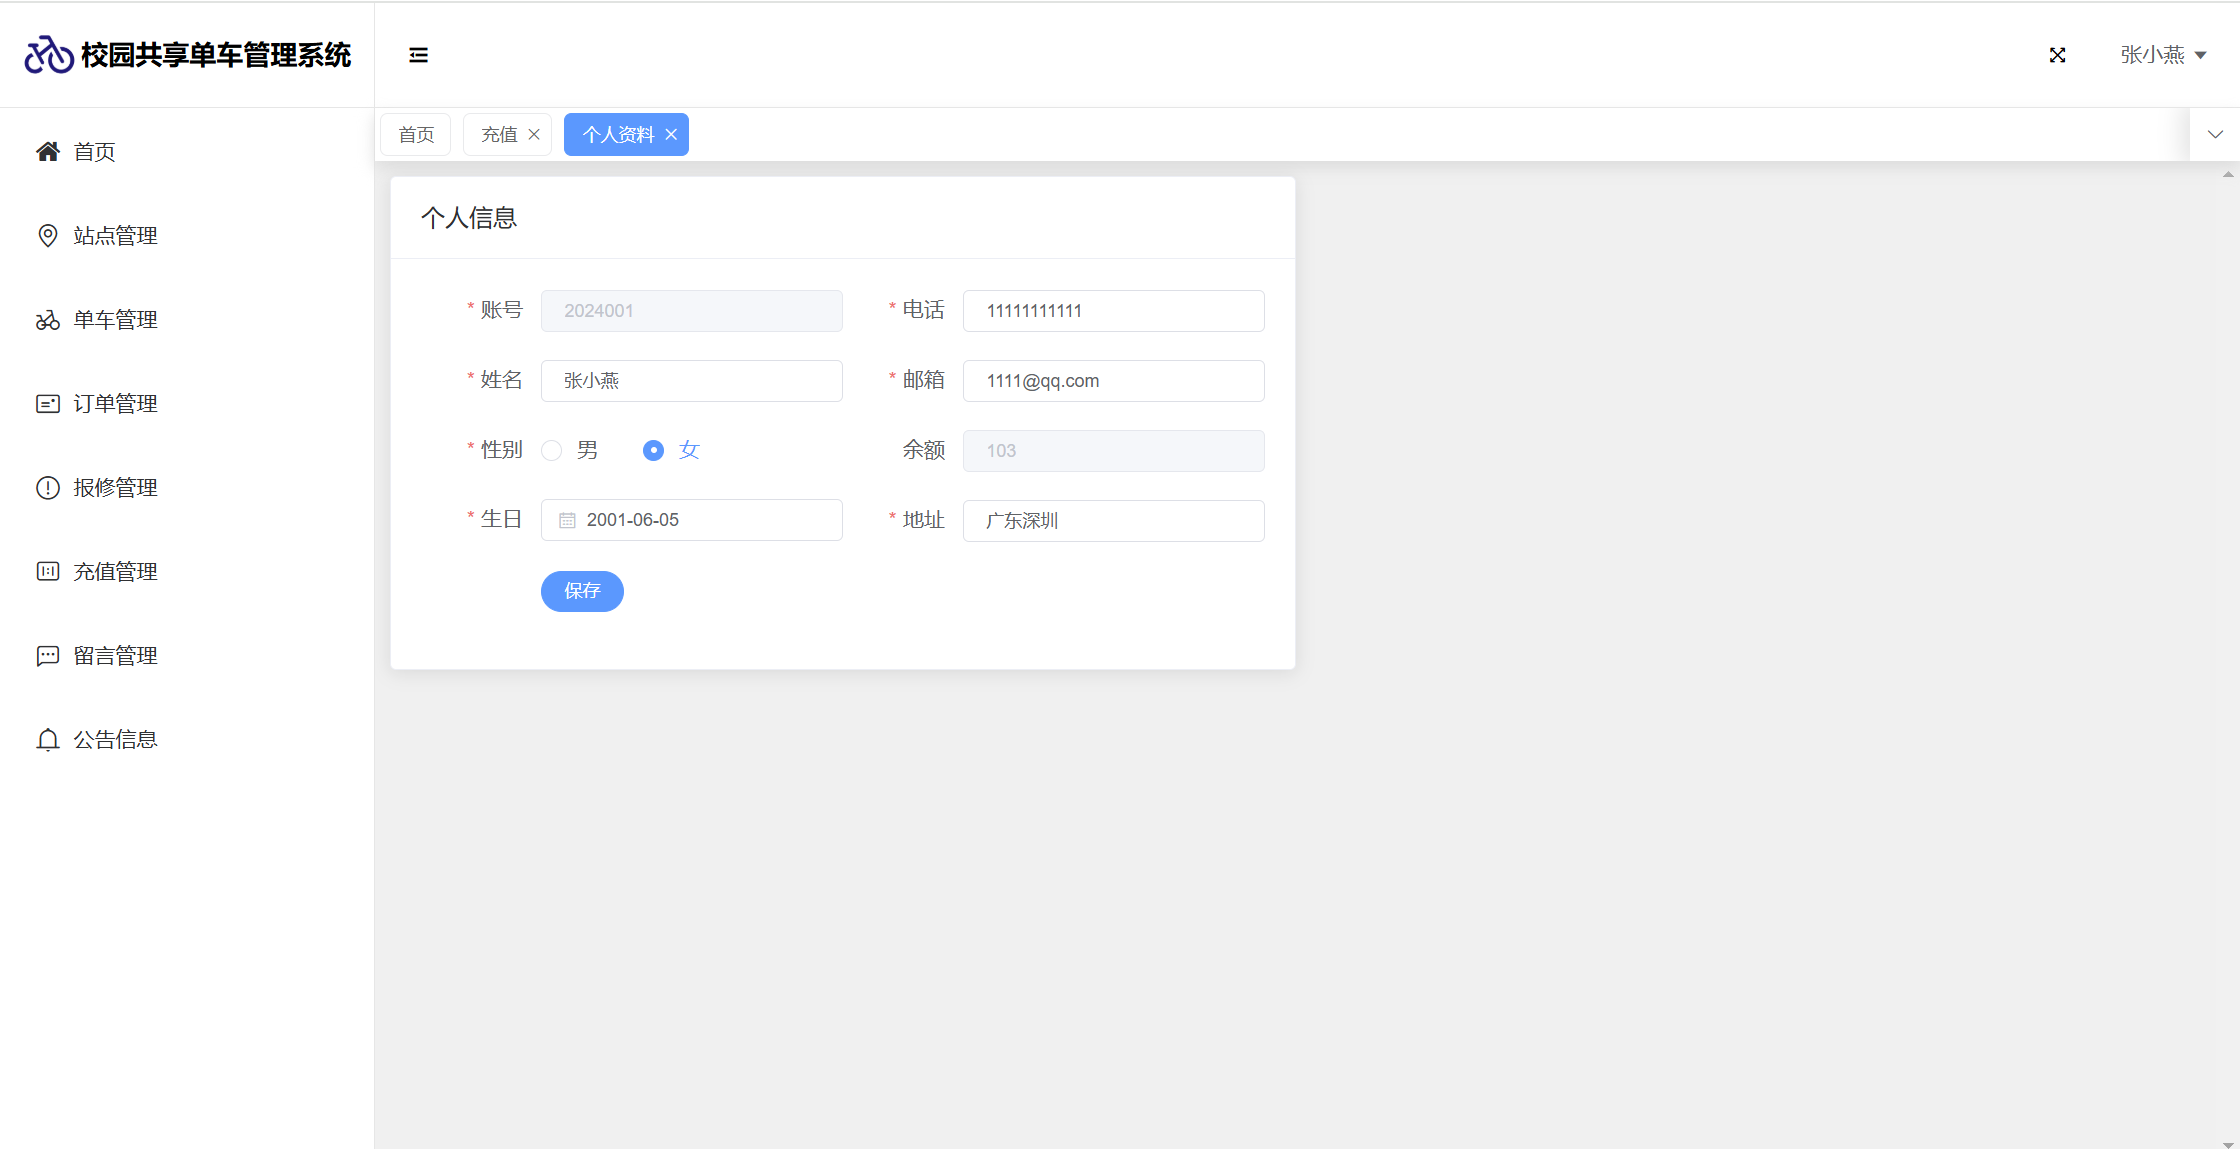 校园共享单车管理系统
张小燕
首页
站点管理
单车管理
订单管理
报修管理
充值管理
留言管理
公告信息
首页
充值
个人资料
个人信息
* 账号 2024001
* 电话 11111111111
* 姓名 张小燕
* 邮箱 1111@qq.com
* 性别 男 女
余额 103
* 生日 2001-06-05
* 地址 广东深圳
保存